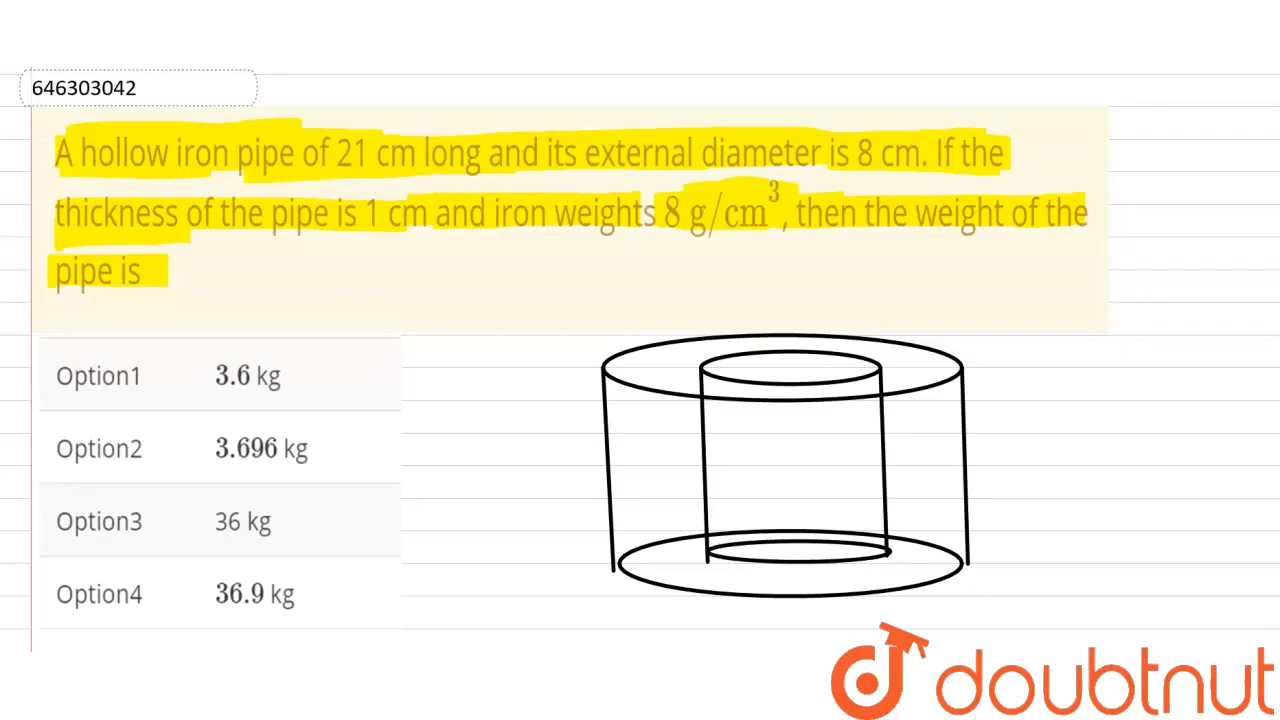 646303042
A hollow iron pipe of 21 cm long and its external diameter is 8 cm. If the
thickness of the pipe is 1 cm and iron weights 8 g/cm³, then the weight of the
pipe is
Option1 3.6 kg
Option2 3.696 kg
Option3 36 kg
Option4 36.9 kg
doubtnut